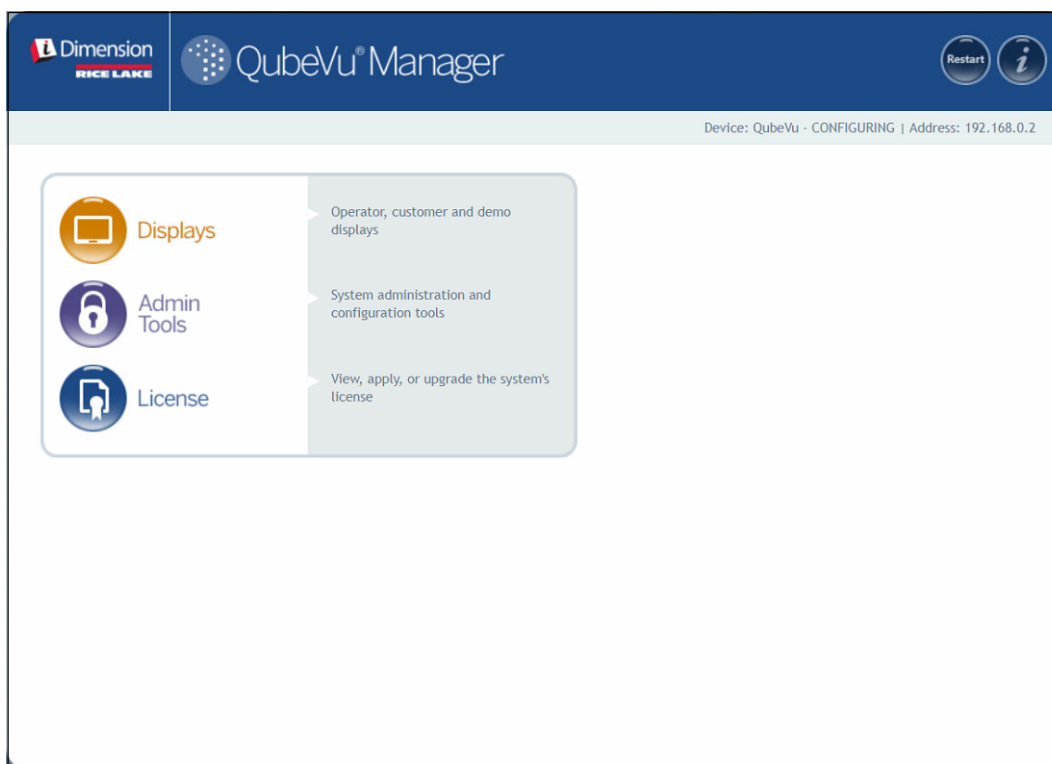 iDimension
RICE LAKE
QubeVu® Manager
Restart
i
Device: QubeVu - CONFIGURING | Address: 192.168.0.2
Displays
Operator, customer and demo
displays
Admin
Tools
System administration and
configuration tools
License
View, apply, or upgrade the system's
license